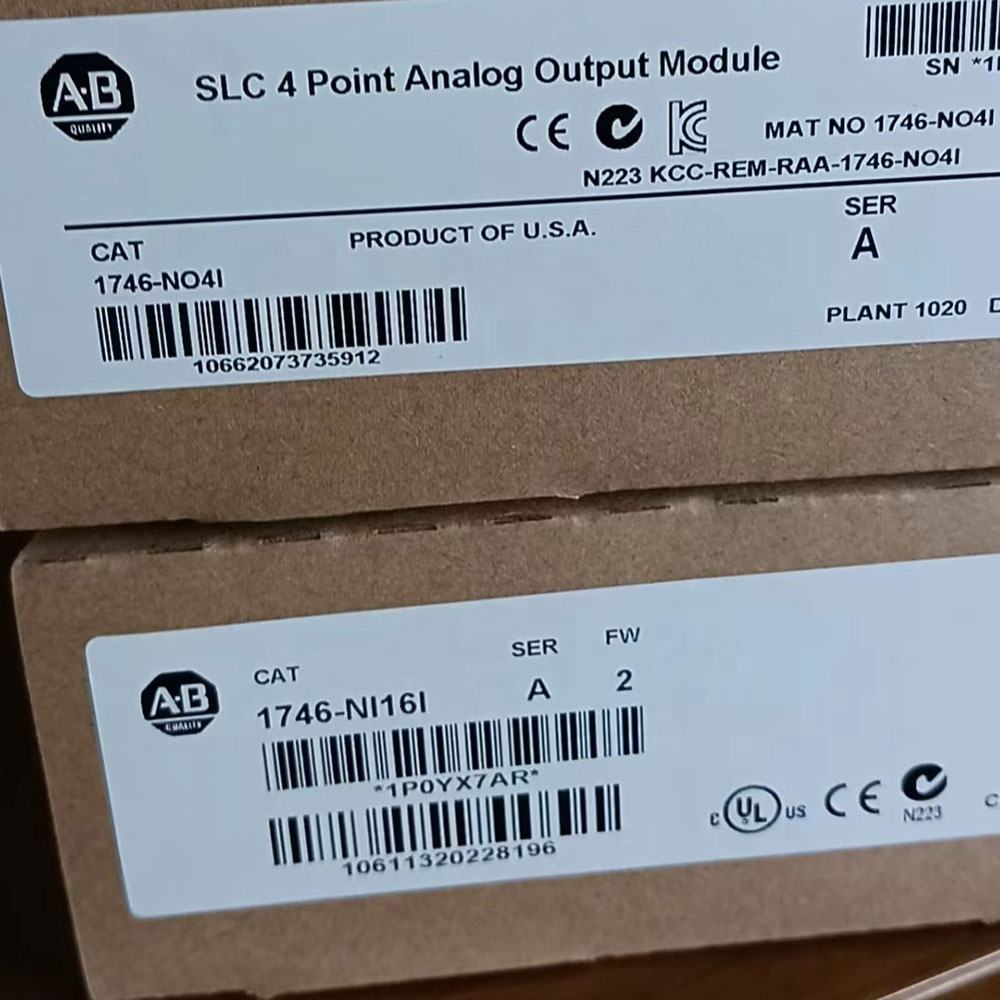 A·B
QUALITY
SLC 4 Point Analog Output Module
SN *1
CE
MAT NO 1746-NO4I
N223 KCC-REM-RAA-1746-NO4I
CAT
1746-NO4I
PRODUCT OF U.S.A.
SER
A
10662073735912
PLANT 1020
A·B
QUALITY
CAT
1746-NI16I
SER
A
FW
2
*1P0YX7AR*
10611320228196
C UL US
CE
N223